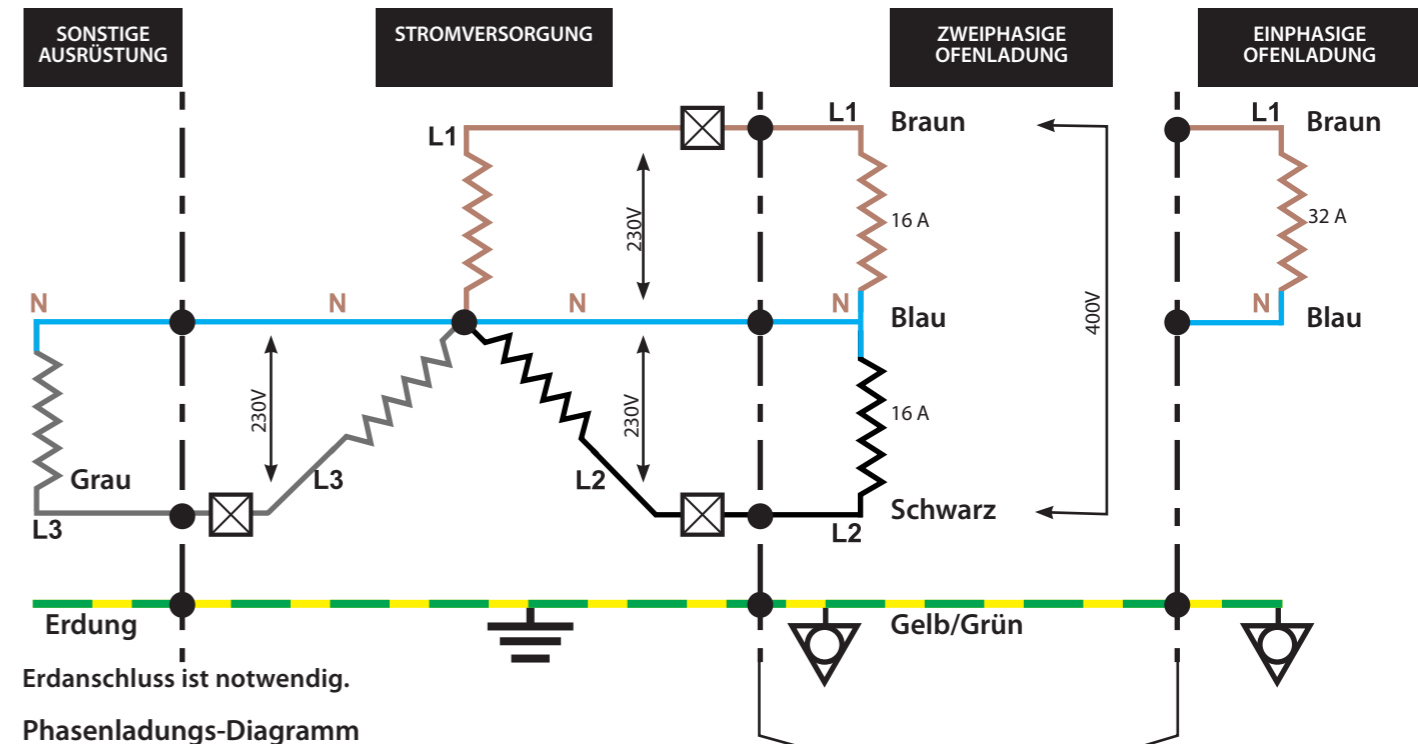 SONSTIGE
AUSRÜSTUNG
STROMVERSORGUNG
ZWEIPHASIGE
OFENLADUNG
EINPHASIGE
OFENLADUNG
L1
L1
Braun
L1
Braun
230V
16 A
32 A
N
N
N
N
Blau
400V
N
Blau
230V
230V
16 A
Grau
L3
L2
L3
Schwarz
L2
Erdung
Gelb/Grün
Erdanschluss ist notwendig.
Phasenladungs-Diagramm